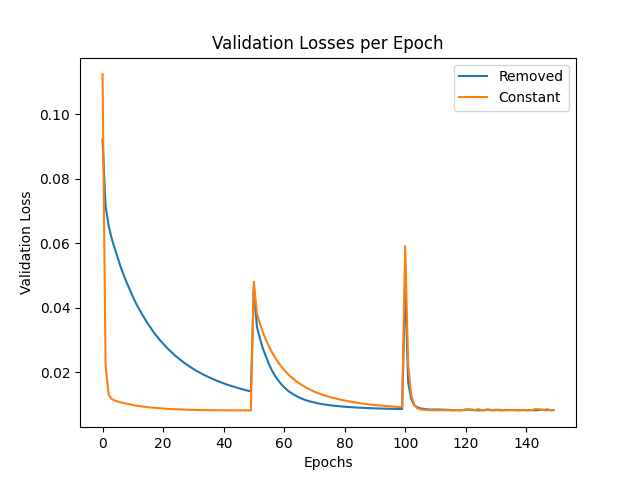 Validation Losses per Epoch
Removed
Constant
Validation Loss
0.10
0.08
0.06
0.04
0.02
0 20 40 60 80 100 120 140
Epochs